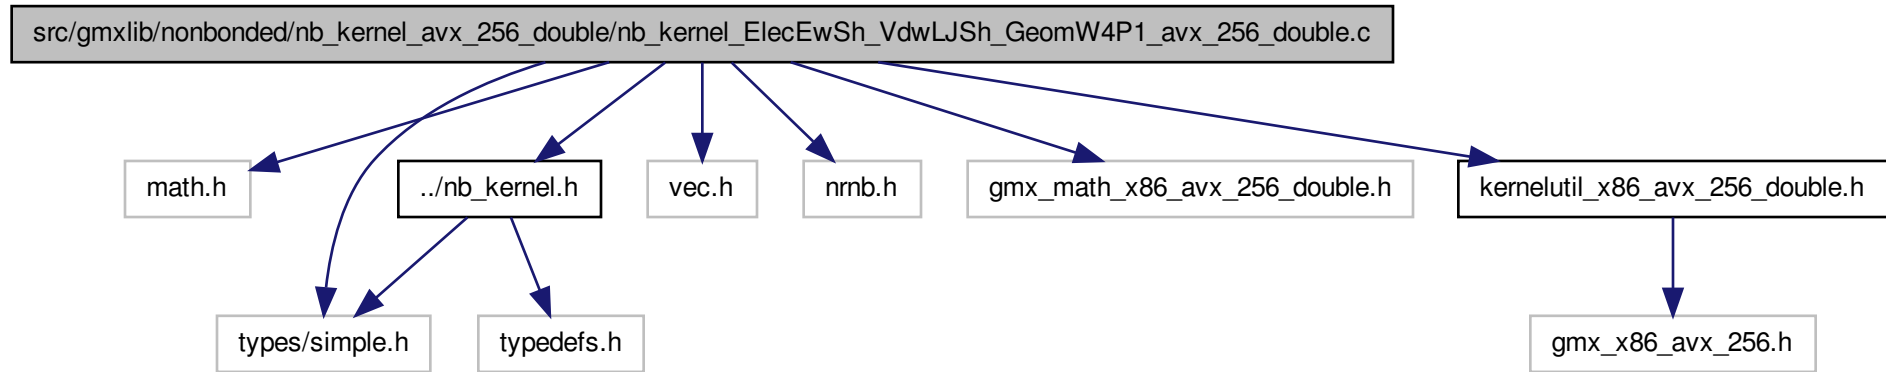 src/gmxlib/nonbonded/nb_kernel_avx_256_double/nb_kernel_ElecEwSh_VdwLJSh_GeomW4P1_avx_256_double.c
math.h
../nb_kernel.h
vec.h
nrnb.h
gmx_math_x86_avx_256_double.h
kernelutil_x86_avx_256_double.h
types/simple.h
typedefs.h
gmx_x86_avx_256.h